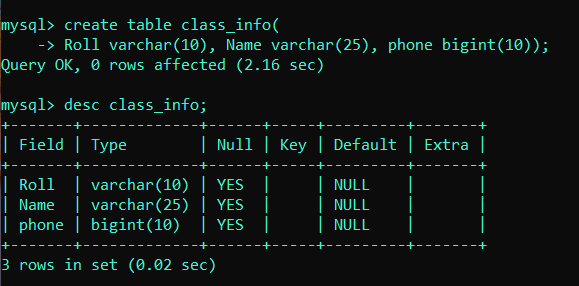 mysql> create table class_info(
    -> Roll varchar(10), Name varchar(25), phone bigint(10));
Query OK, 0 rows affected (2.16 sec)

mysql> desc class_info;
+-------+-------------+------+-----+---------+-------+
| Field | Type        | Null | Key | Default | Extra |
+-------+-------------+------+-----+---------+-------+
| Roll  | varchar(10) | YES  |     | NULL    |       |
| Name  | varchar(25) | YES  |     | NULL    |       |
| phone | bigint(10)  | YES  |     | NULL    |       |
+-------+-------------+------+-----+---------+-------+
3 rows in set (0.02 sec)